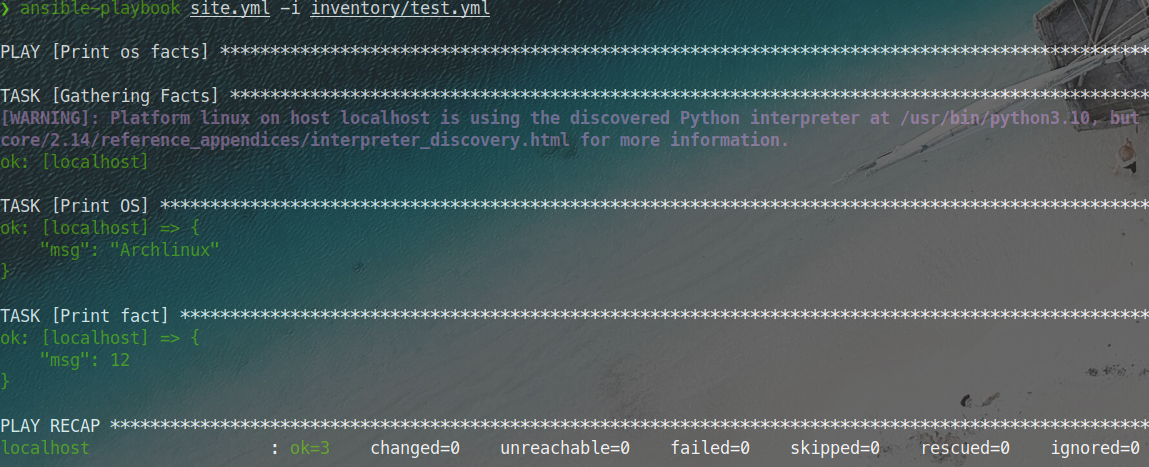 ❯ ansible-playbook site.yml -i inventory/test.yml
PLAY [Print os facts] *********************************************************************************************
TASK [Gathering Facts] ********************************************************************************************
[WARNING]: Platform linux on host localhost is using the discovered Python interpreter at /usr/bin/python3.10, but
core/2.14/reference_appendices/interpreter_discovery.html for more information.
ok: [localhost]
TASK [Print OS] ***************************************************************************************************
ok: [localhost] => {
    "msg": "Archlinux"
}
TASK [Print fact] *************************************************************************************************
ok: [localhost] => {
    "msg": 12
}
PLAY RECAP ********************************************************************************************************
localhost                  : ok=3    changed=0    unreachable=0    failed=0    skipped=0    rescued=0    ignored=0